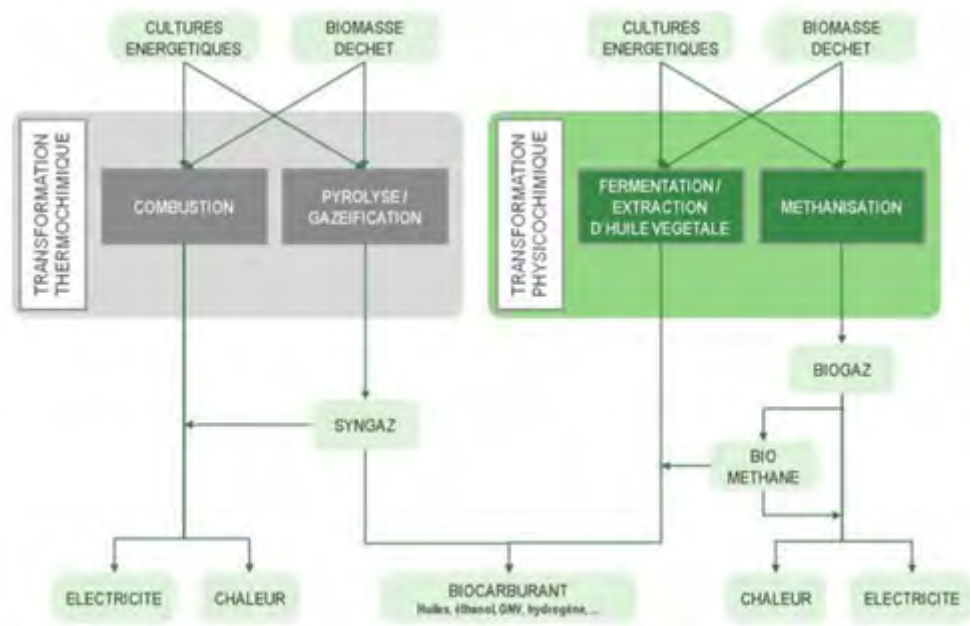 CULTURES
ENERGETIQUES
BIOMASSE
DECHET
CULTURES
ENERGETIQUES
BIOMASSE
DECHET
TRANSFORMATION
THERMOCHIMIQUE
COMBUSTION
PYROLYSE /
GAZEIFICATION
TRANSFORMATION
PHYSICOCHIMIQUE
FERMENTATION /
EXTRACTION
D'HUILE VEGETALE
METHANISATION
BIOGAZ
SYNGAZ
BIO
METHANE
ELECTRICITE
CHALEUR
BIOCARBURANT
Huiles, éthanol, GNV, hydrogène, ...
CHALEUR
ELECTRICITE